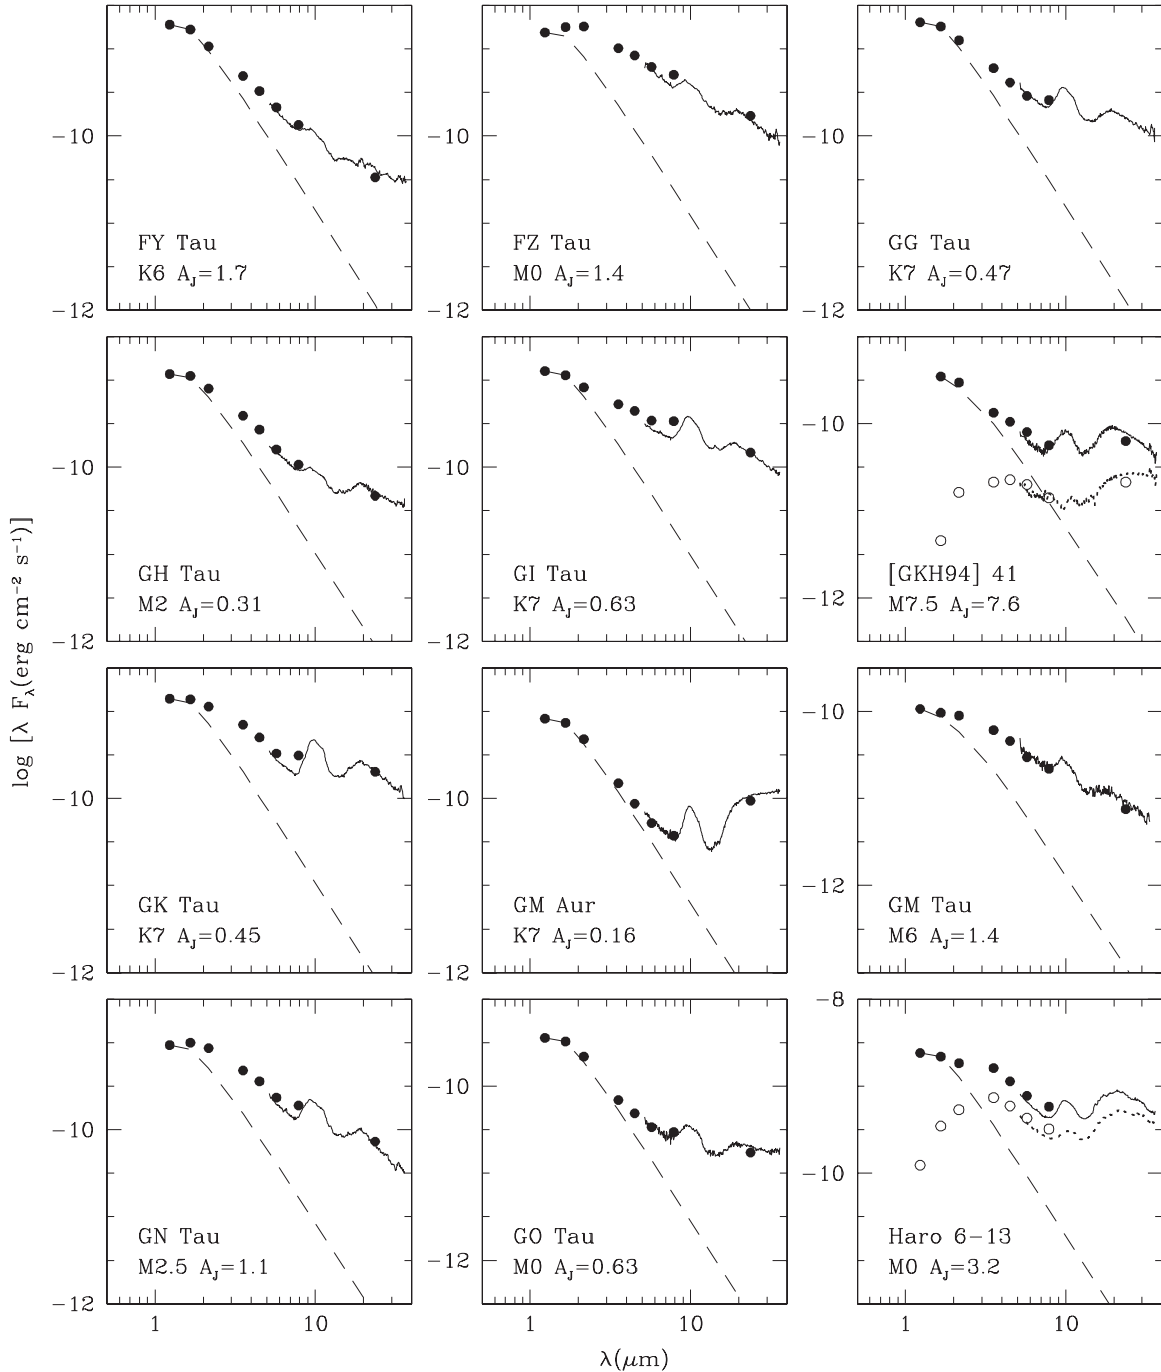 -10
-12
FY Tau
K6 A_J=1.7
-10
-12
FZ Tau
M0 A_J=1.4
-10
-12
GG Tau
K7 A_J=0.47
-10
-12
GH Tau
M2 A_J=0.31
-10
-12
GI Tau
K7 A_J=0.63
-10
-12
[GKH94] 41
M7.5 A_J=7.6
log [λ F_λ(erg cm⁻² s⁻¹)]
-10
-12
GK Tau
K7 A_J=0.45
-10
-12
GM Aur
K7 A_J=0.16
-10
-12
GM Tau
M6 A_J=1.4
-10
-12
GN Tau
M2.5 A_J=1.1
1
10
-10
-12
GO Tau
M0 A_J=0.63
1
10
-8
-10
Haro 6-13
M0 A_J=3.2
1
10
λ(μm)